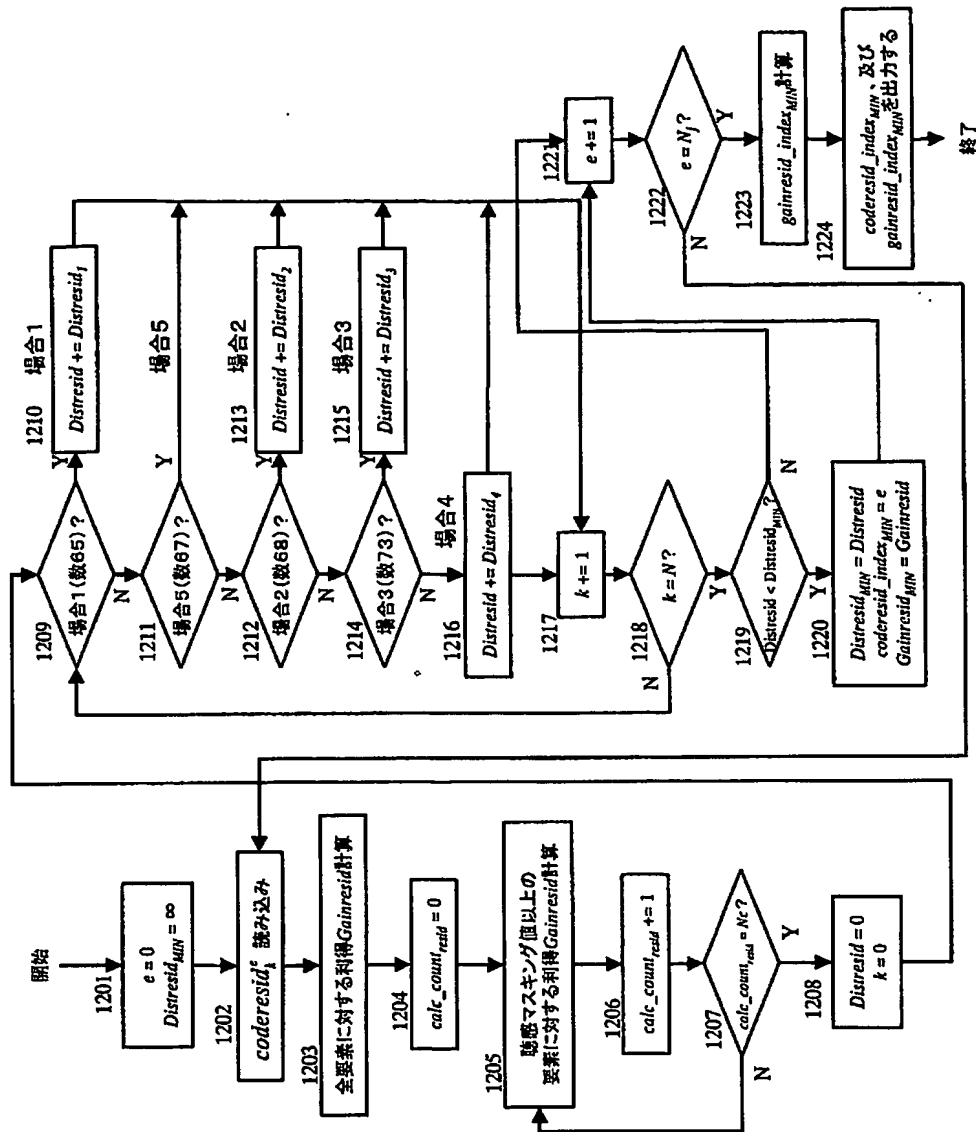 開始
1201
e = 0
Distresid_MIN = ∞
1202
coderesid_k^e 読み込み
1203
全要素に対する利得Gainresid計算
1204
calc_count_resid = 0
1205
聴感マスキング値以上の
要素に対する利得Gainresid計算
1206
calc_count_resid += 1
1207
calc_count_resid = Nc ?
N
Y
1208
Distresid = 0
k = 0
1209
場合1(数65)?
Y
N
1210
場合1
Distresid += Distresid_1
1211
場合5(数67)?
Y
N
場合5
1212
場合2(数68)?
Y
N
1213
場合2
Distresid += Distresid_2
1214
場合3(数73)?
Y
N
1215
場合3
Distresid += Distresid_3
1216
場合4
Distresid += Distresid_4
1217
k += 1
1218
k = N ?
N
Y
1219
Distresid < Distresid_MIN ?
N
Y
1220
Distresid_MIN = Distresid
coderesid_index_MIN = e
Gainresid_MIN = Gainresid
1221
e += 1
1222
e = N_f ?
N
Y
1223
gainresid_index_MIN計算
1224
coderesid_index_MIN、及び
gainresid_index_MINを出力する
終了